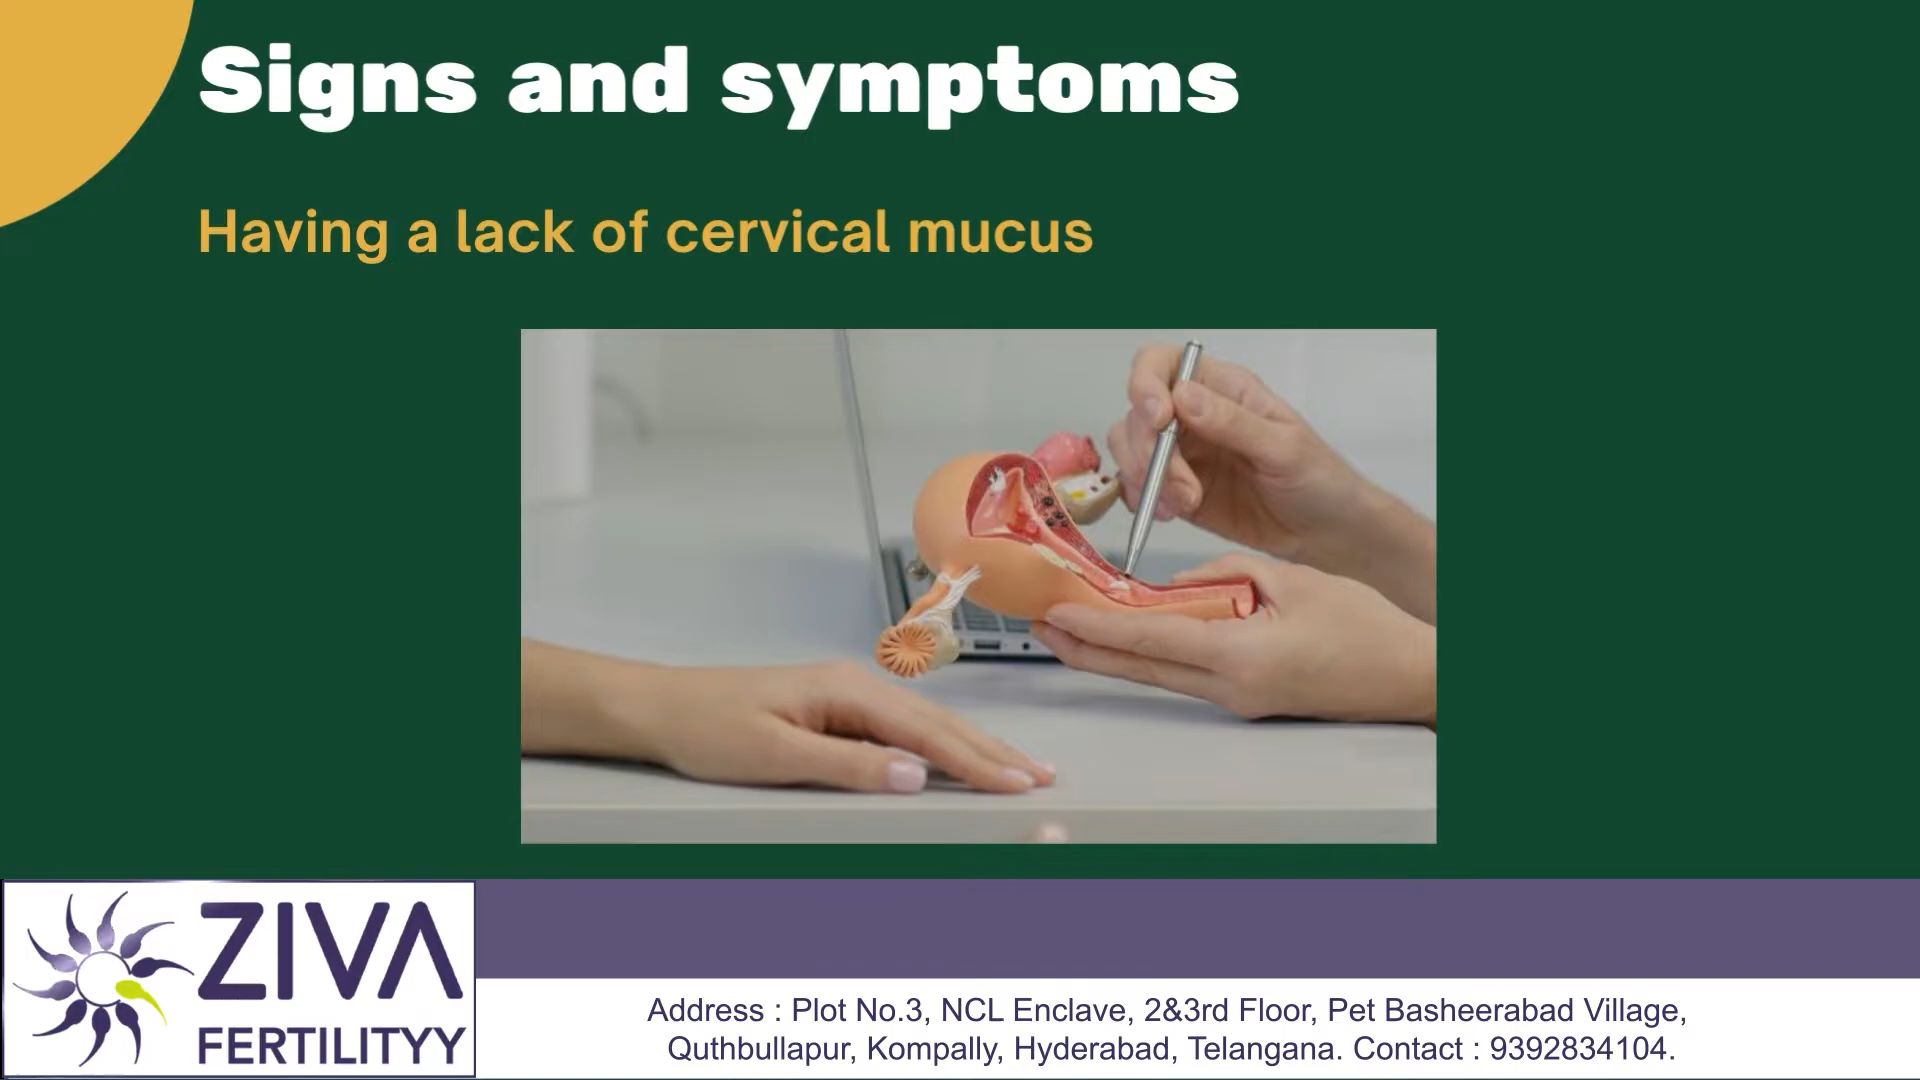 Signs and symptoms
Having a lack of cervical mucus
ZIVA
FERTILITYY
Address : Plot No.3, NCL Enclave, 2&3rd Floor, Pet Basheerabad Village,
Quthbullapur, Kompally, Hyderabad, Telangana. Contact : 9392834104.